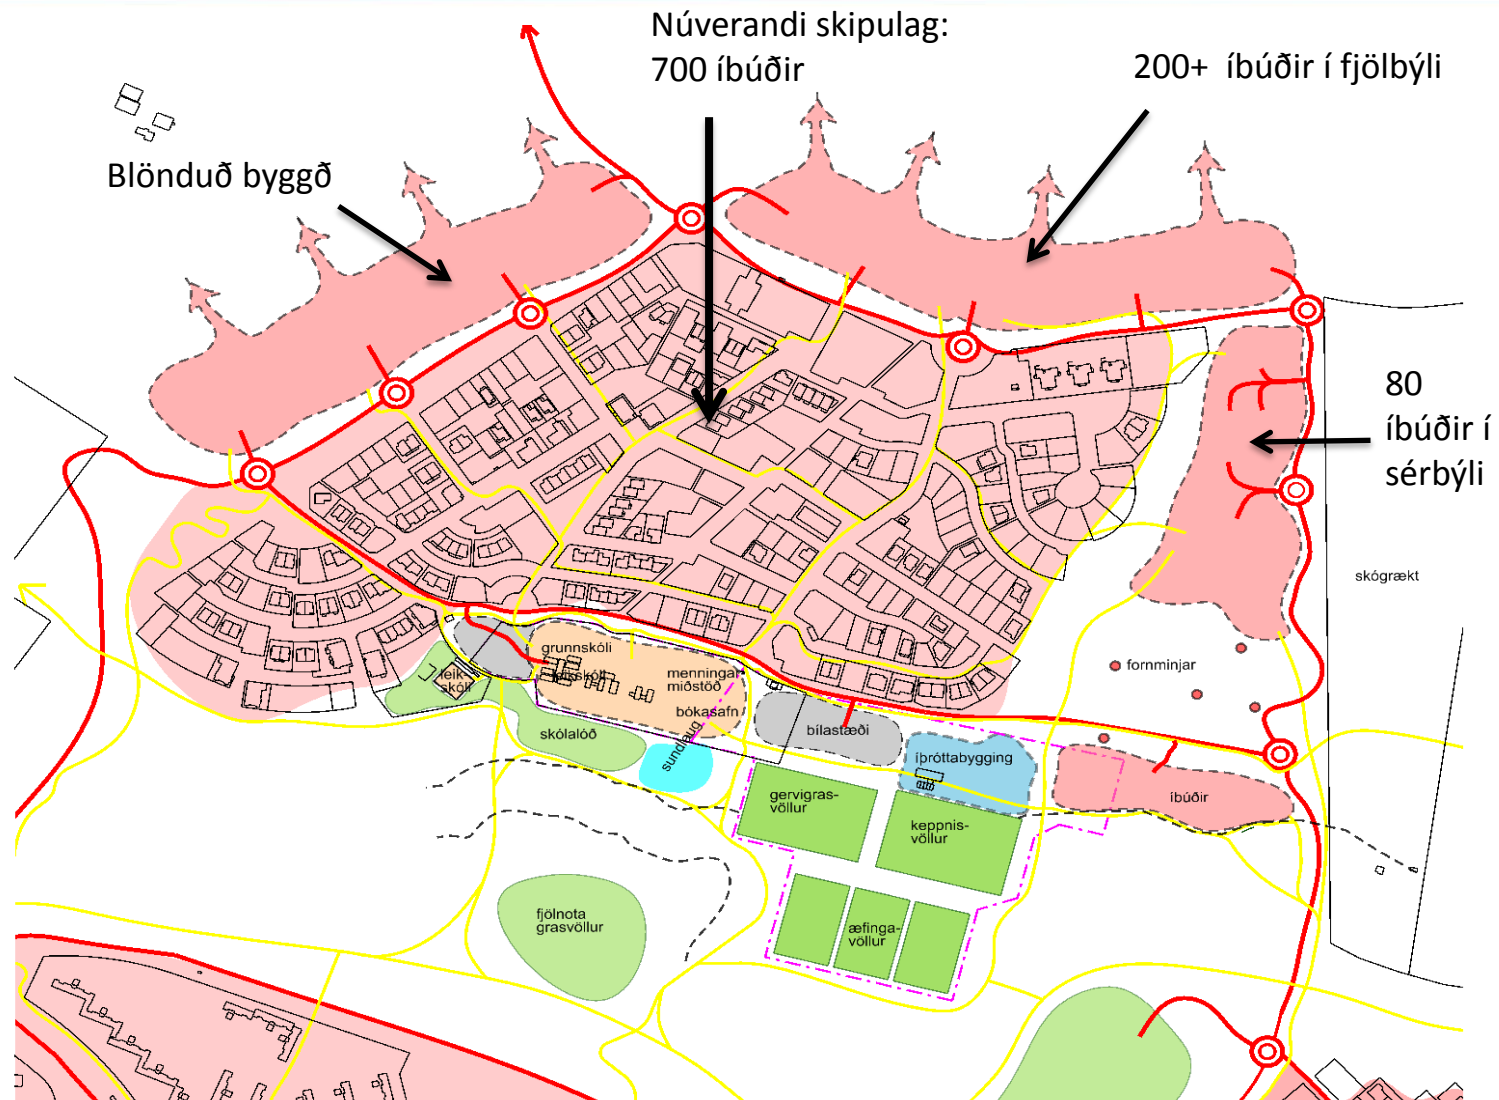 Núverandi skipulag:
700 íbúðir
200+ íbúðir í fjölbýli
Blönduð byggð
80
íbúðir í
sérbýli
skógrækt
fornminjar
grunnskóli
leik-
skóli
menningar
miðstöð
bókasafn
skólalóð
sundlaug
bílastæði
íþróttabygging
íbúðir
gervigras-
völlur
keppnis-
völlur
æfinga-
völlur
fjölnota
grasvöllur